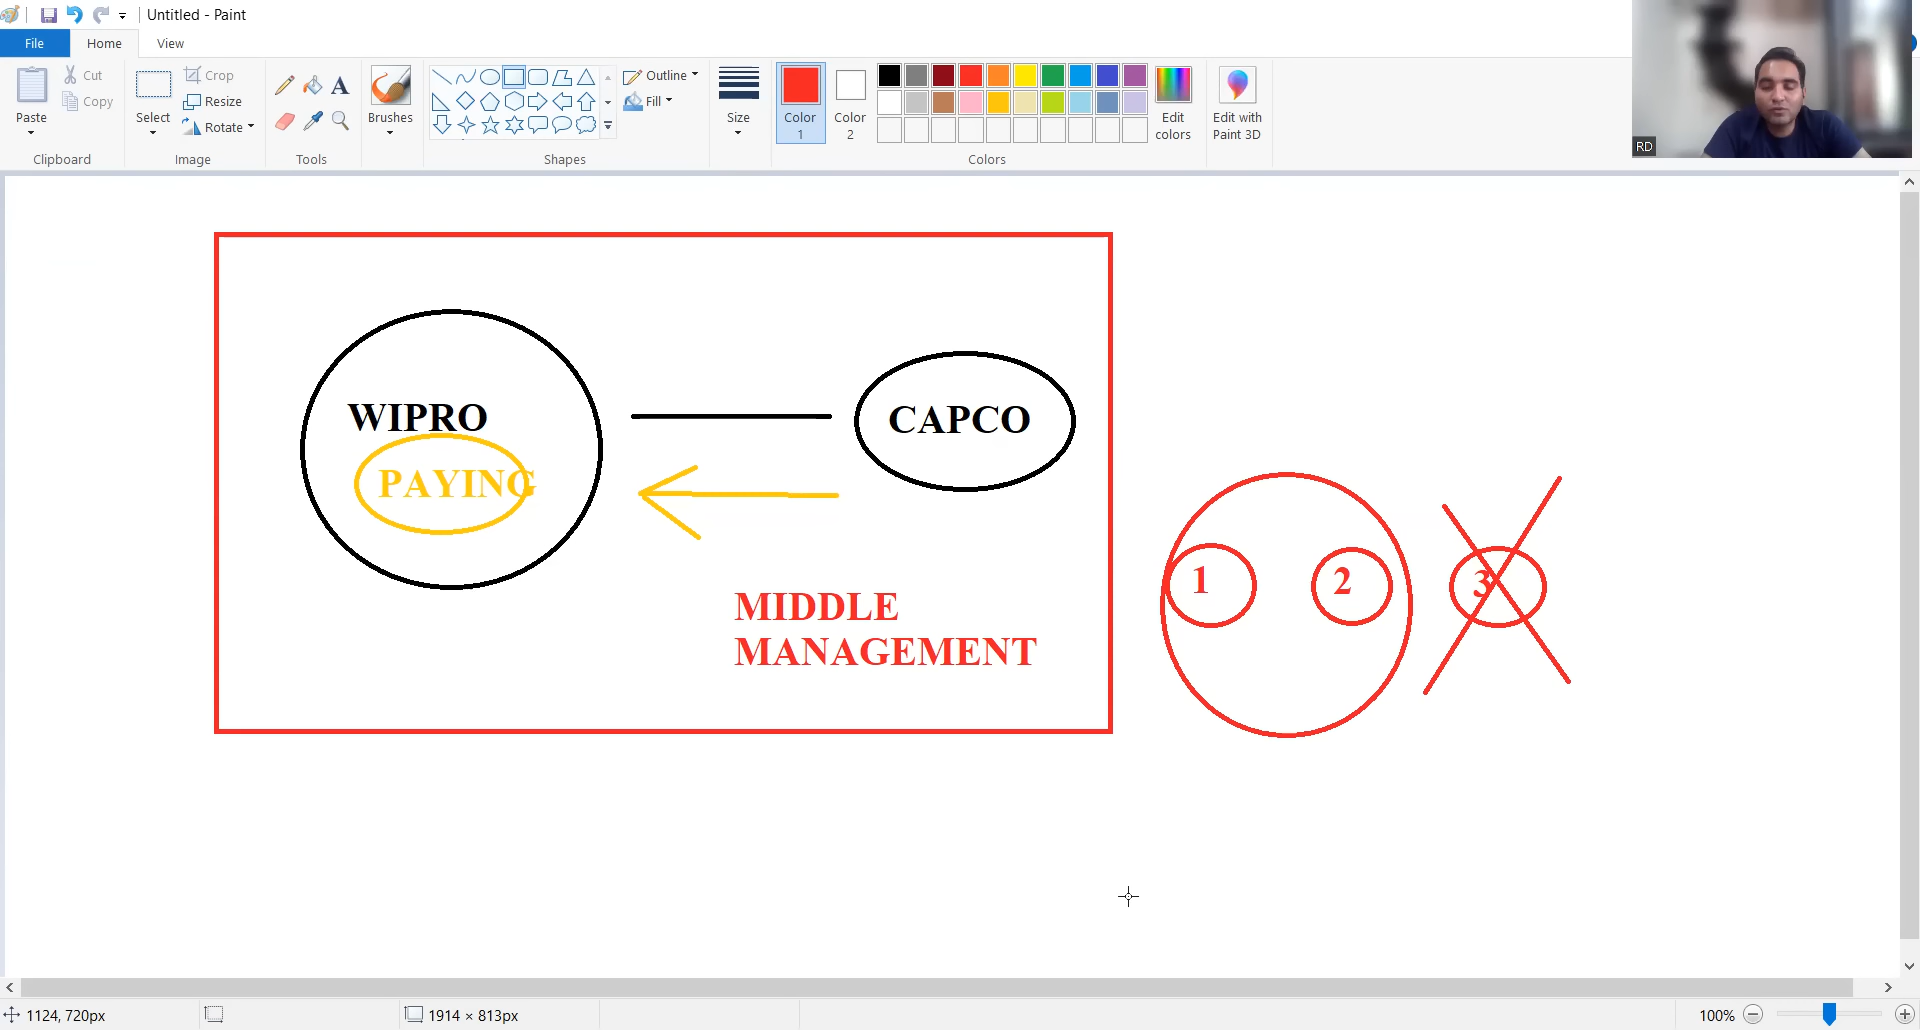 Untitled - Paint
File
Home
View
Paste
Cut
Copy
Clipboard
Select
Crop
Resize
Rotate
Image
A
Tools
Brushes
Shapes
Outline
Fill
Size
Color
1
Color
2
Colors
Edit
colors
Edit with
Paint 3D
RD
WIPRO
PAYING
CAPCO
MIDDLE
MANAGEMENT
1
2
3
1124, 720px
1914 × 813px
100%